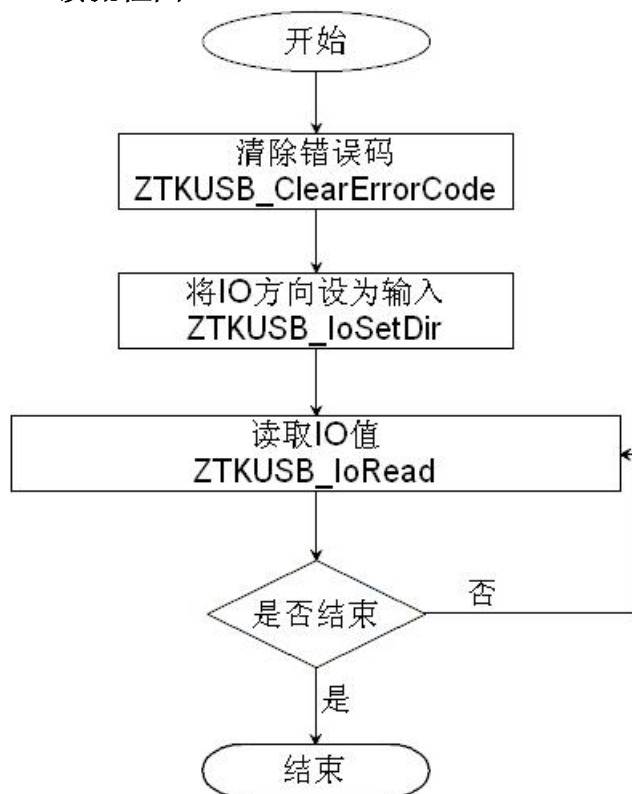 开始
清除错误码
ZTKUSB_ClearErrorCode
将IO方向设为输入
ZTKUSB_IoSetDir
读取IO值
ZTKUSB_IoRead
是否结束
否
是
结束